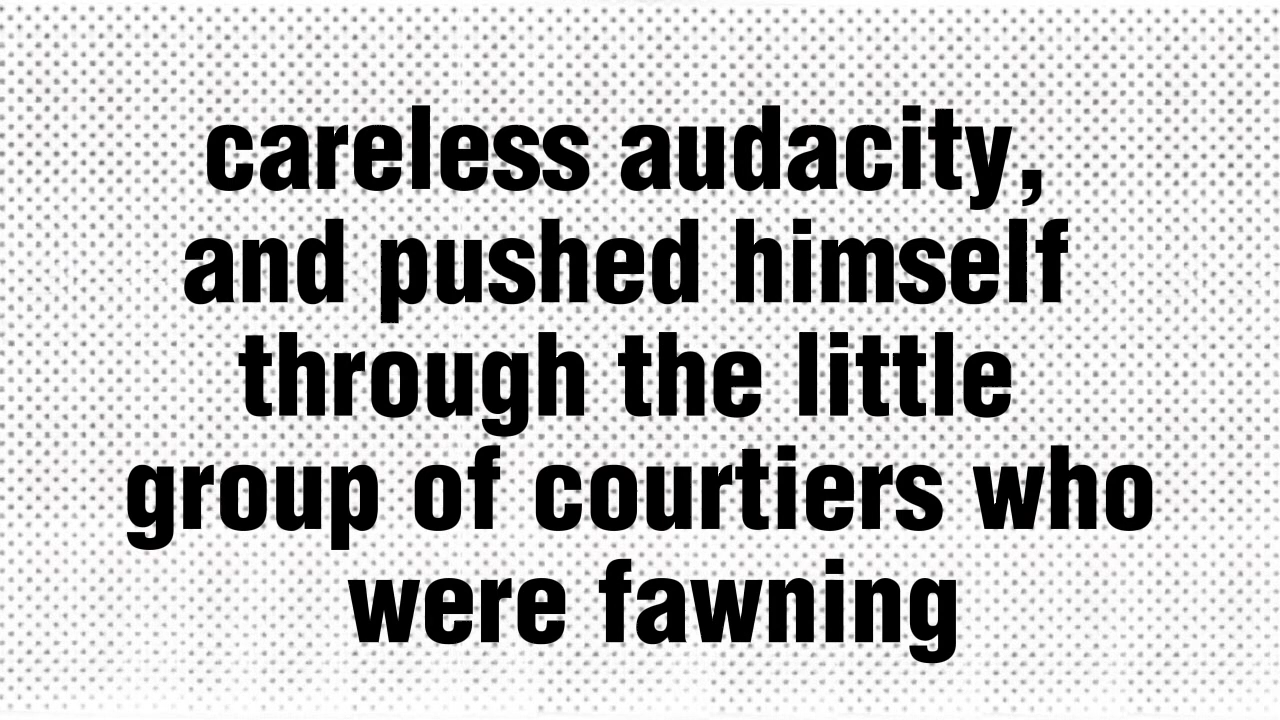 careless audacity,
and pushed himself
through the little
group of courtiers who
were fawning